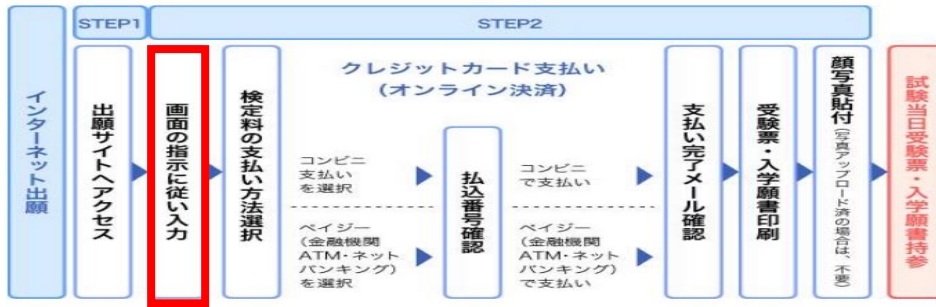 STEP1
STEP2
インターネット出願
出願サイトへアクセス
画面の指示に従い入力
検定料の支払い方法選択
クレジットカード支払い
(オンライン決済)
コンビニ
支払い
を選択
ペイジー
(金融機関
ATM・ネット
バンキング)
を選択
払込番号確認
コンビニ
で支払い
ペイジー
(金融機関
ATM・ネット
バンキング)
で支払い
支払い完了メール確認
受験票・入学願書印刷
顔写真貼付(写真アップロード済の場合は、不要)
試験当日受験票・入学願書持参